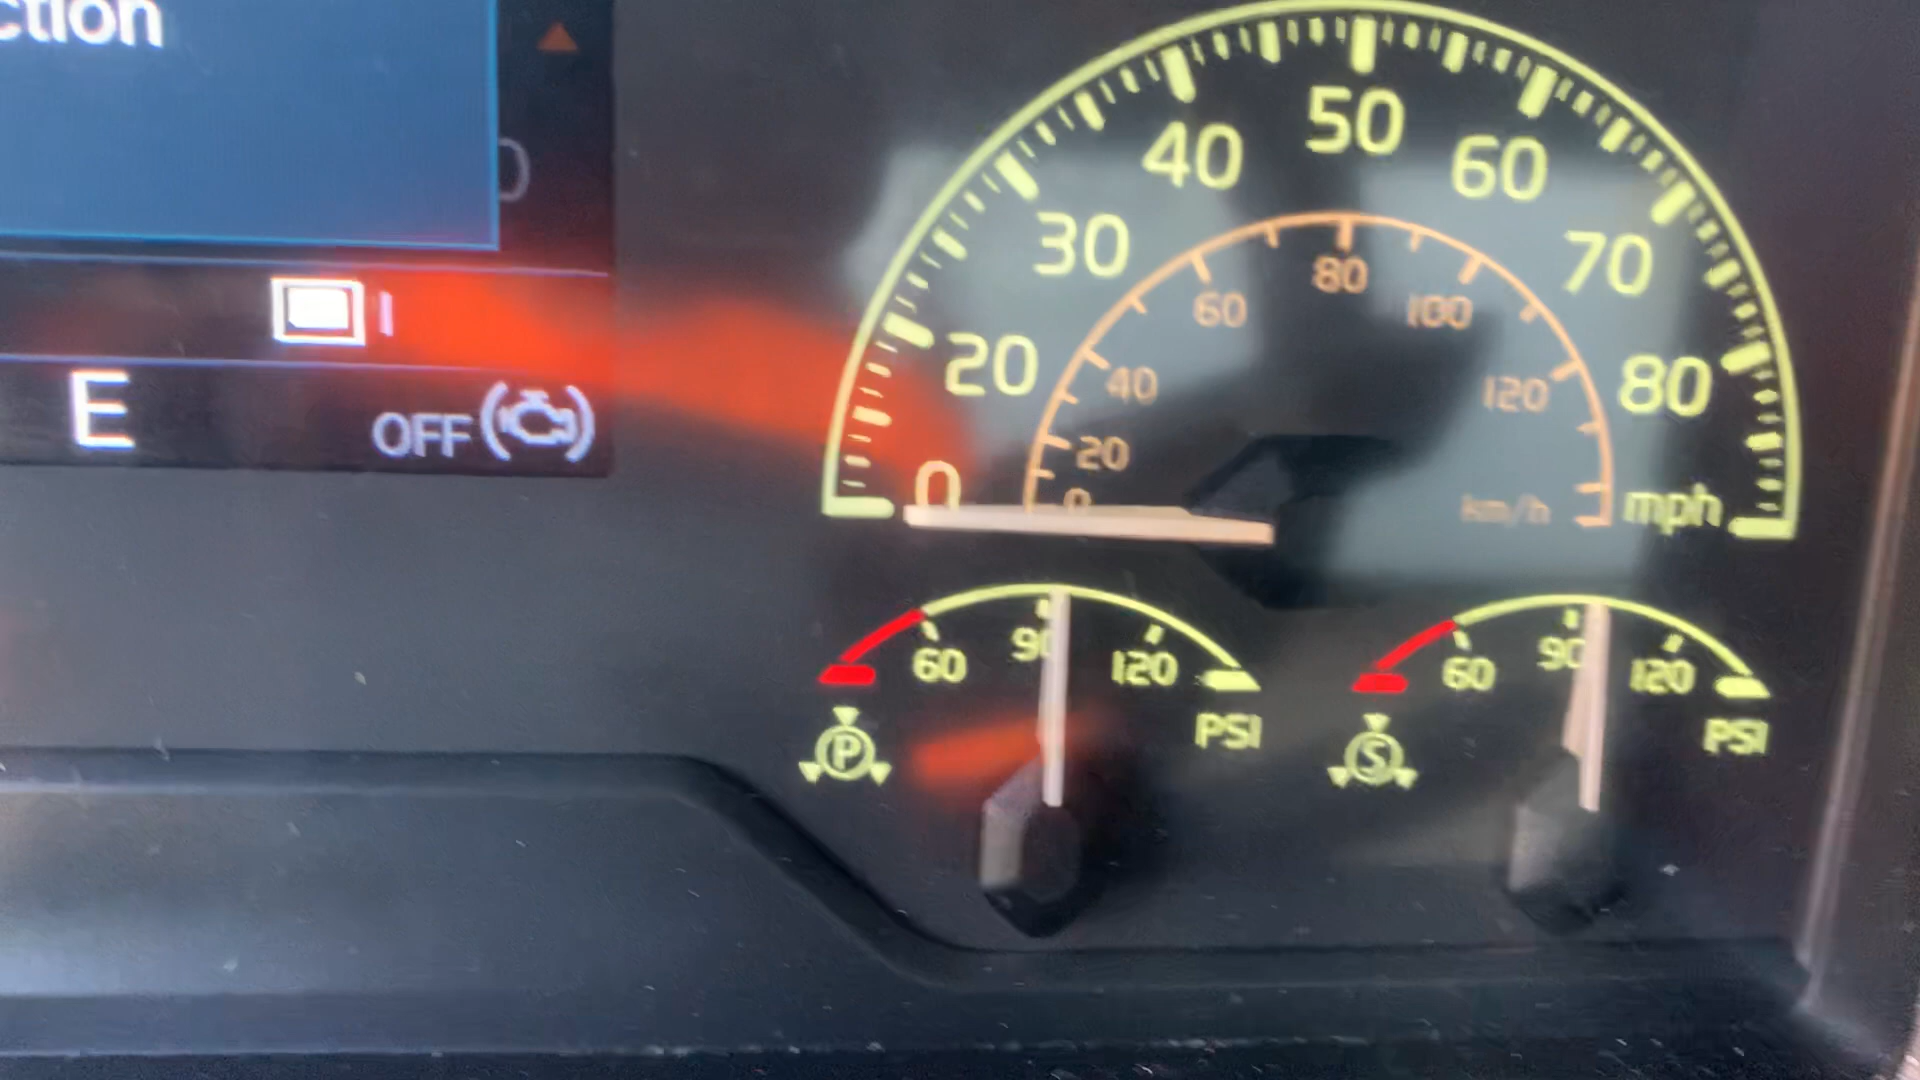 ction
E
OFF
0 20 30 40 50 60 70 80 mph
0 20 40 60 80 100 120 km/h
60 90 120 PSI
P
60 90 120 PSI
S